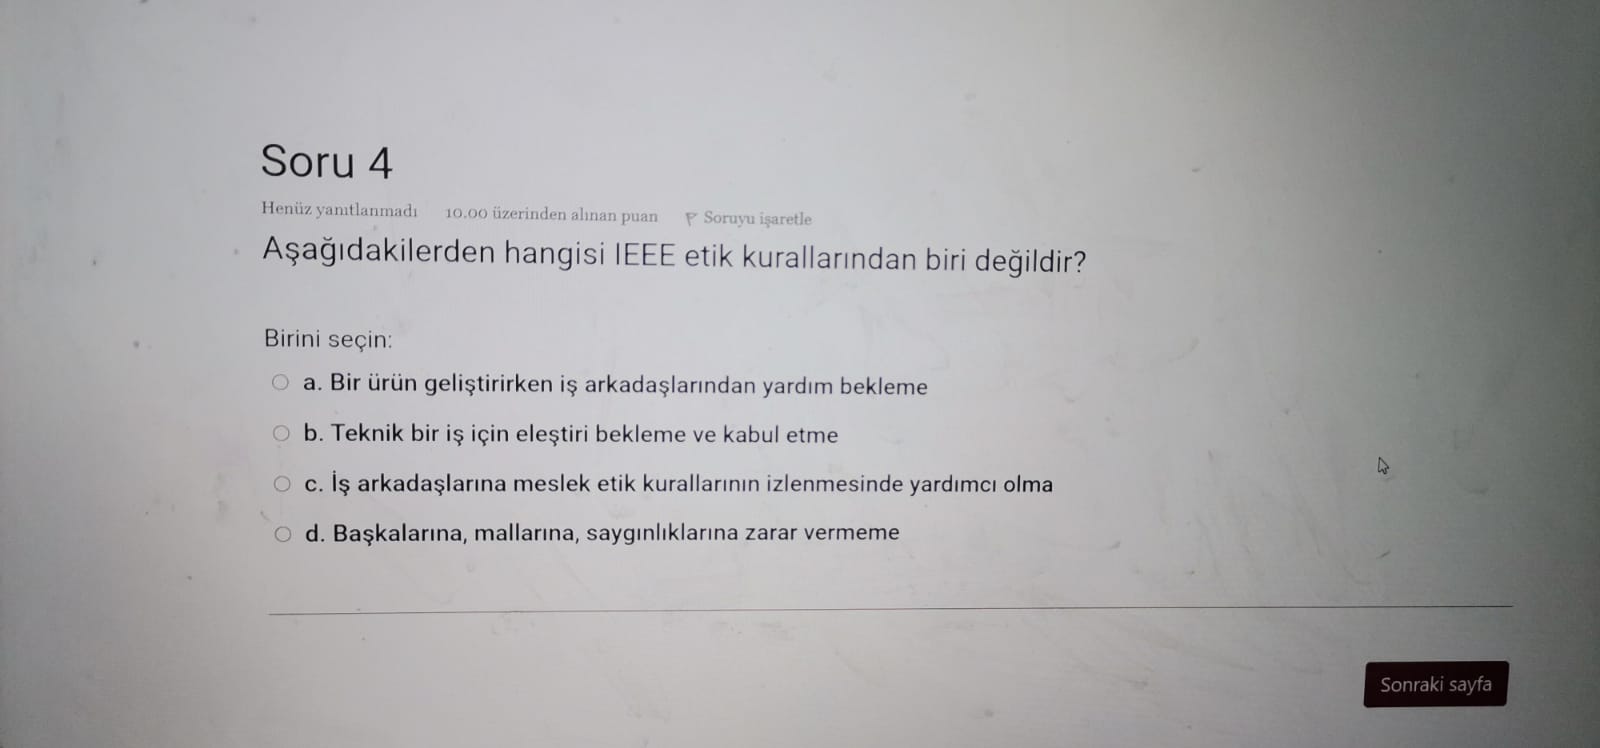 Soru 4
Henüz yanıtlanmadı 10.00 üzerinden alınan puan Soruyu işaretle
Aşağıdakilerden hangisi IEEE etik kurallarından biri değildir?
Birini seçin:
a. Bir ürün geliştirirken iş arkadaşlarından yardım bekleme
b. Teknik bir iş için eleştiri bekleme ve kabul etme
c. İş arkadaşlarına meslek etik kurallarının izlenmesinde yardımcı olma
d. Başkalarına, mallarına, saygınlıklarına zarar vermeme
Sonraki sayfa